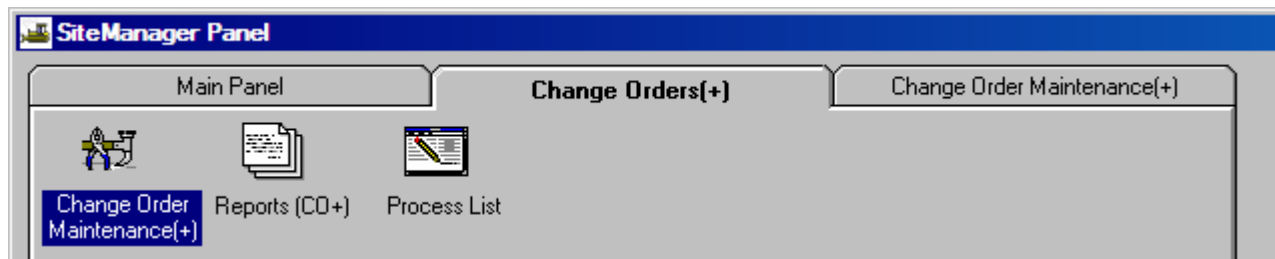 SiteManager Panel
Main Panel
Change Orders(+)
Change Order Maintenance(+)
Change Order
Maintenance(+)
Reports (CO+)
Process List